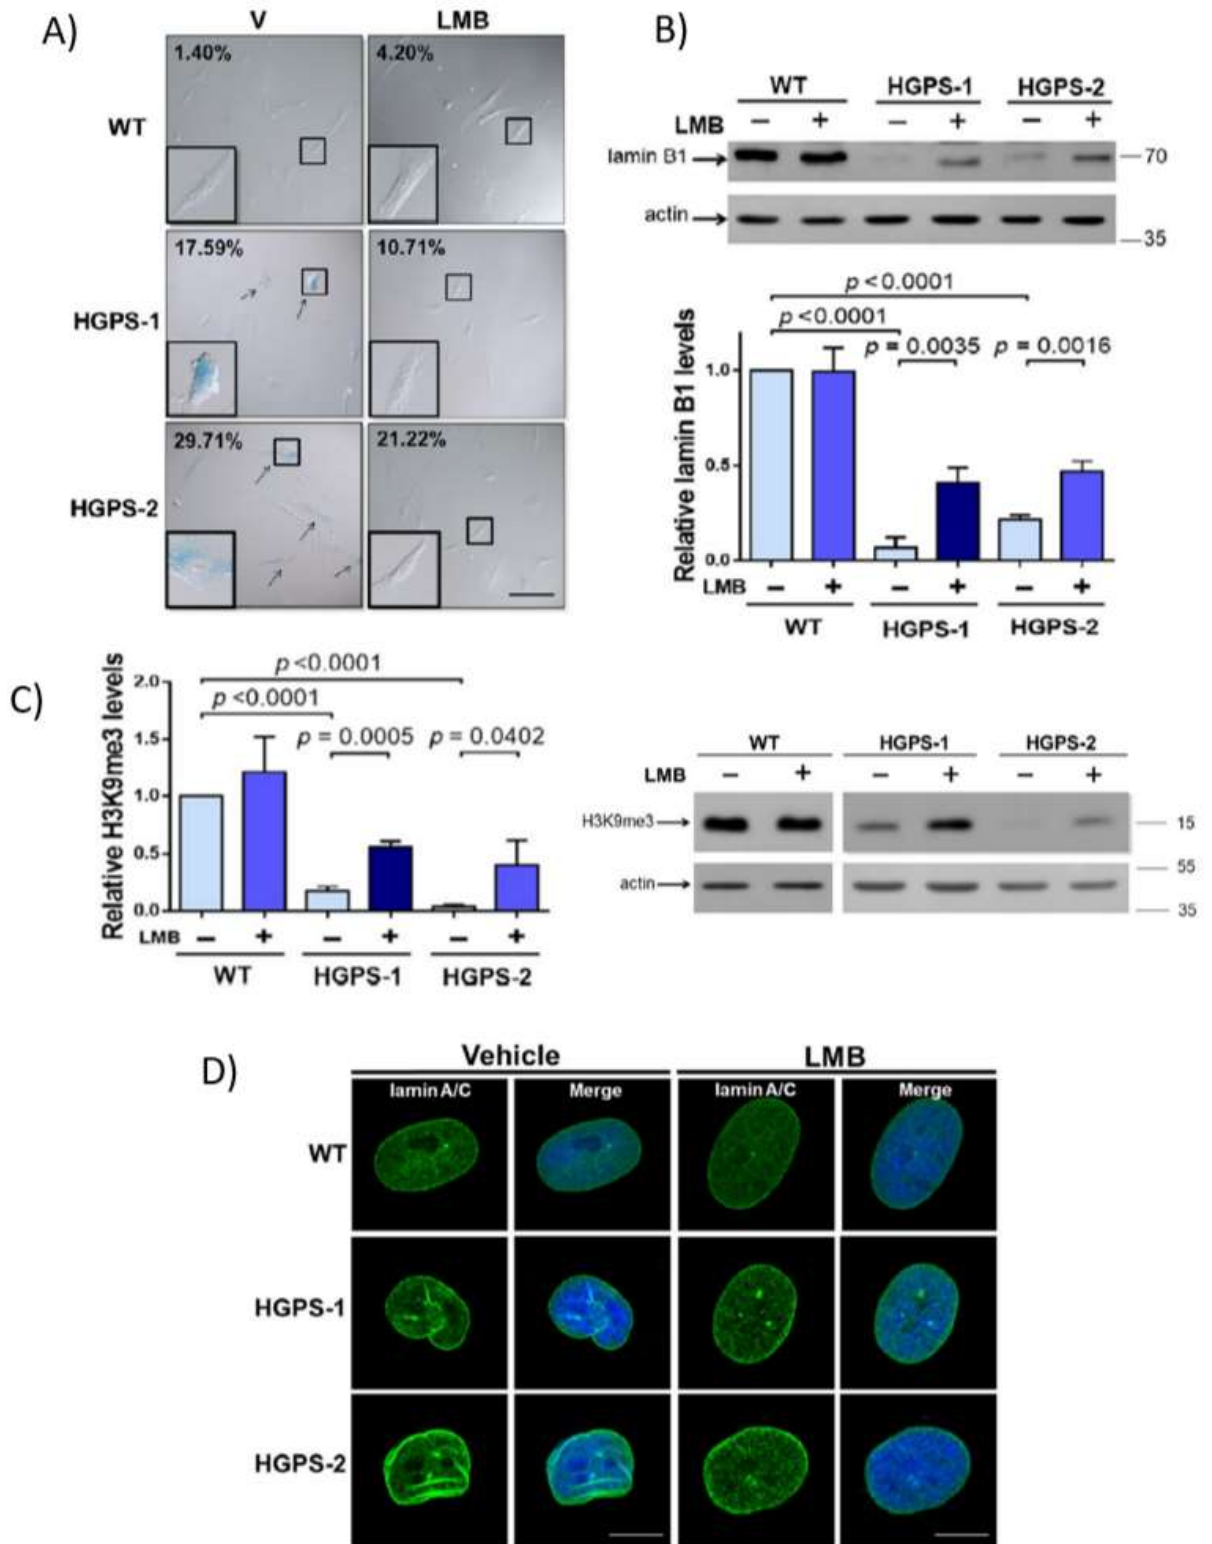 A)
V LMB
WT 1.40% 4.20%
HGPS-1 17.59% 10.71%
HGPS-2 29.71% 21.22%
B)
WT HGPS-1 HGPS-2
LMB − + − + − +
lamin B1 70
actin
35
p <0.0001
p <0.0001
p = 0.0035 p = 0.0016
Relative lamin B1 levels
1.0
0.5
0.0
LMB − + − + − +
WT HGPS-1 HGPS-2
C)
p <0.0001
p <0.0001
p = 0.0005 p = 0.0402
Relative H3K9me3 levels
2.0
1.5
1.0
0.5
0.0
LMB − + − + − +
WT HGPS-1 HGPS-2
WT HGPS-1 HGPS-2
LMB − + − + − +
H3K9me3 15
55
actin
35
D)
Vehicle LMB
lamin A/C Merge lamin A/C Merge
WT
HGPS-1
HGPS-2